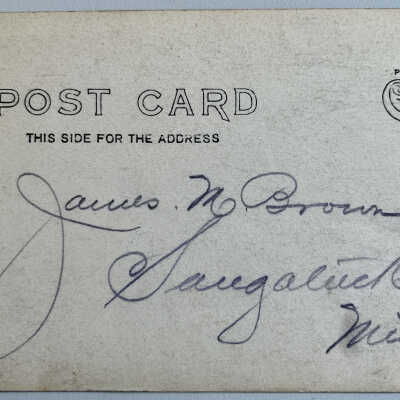 POST CARD
THIS SIDE FOR THE ADDRESS
James. M. Brown
Saugatuck
Mi